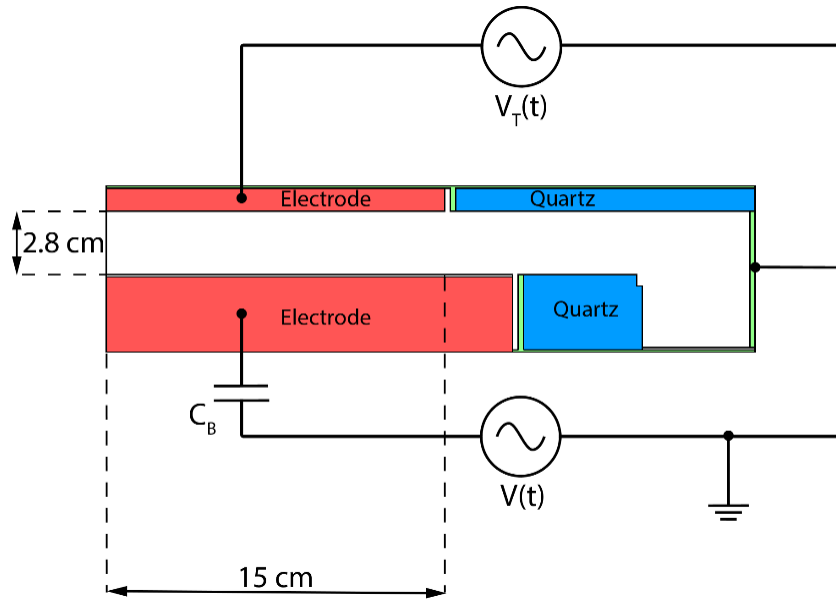 V_T(t)
Electrode
Quartz
2.8 cm
Electrode
Quartz
C_B
V(t)
15 cm